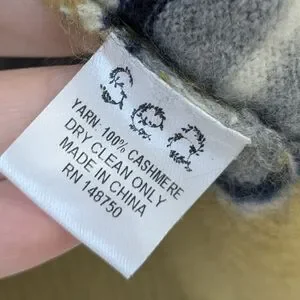 YARN: 100% CASHMERE
DRY CLEAN ONLY
MADE IN CHINA
RN 148750